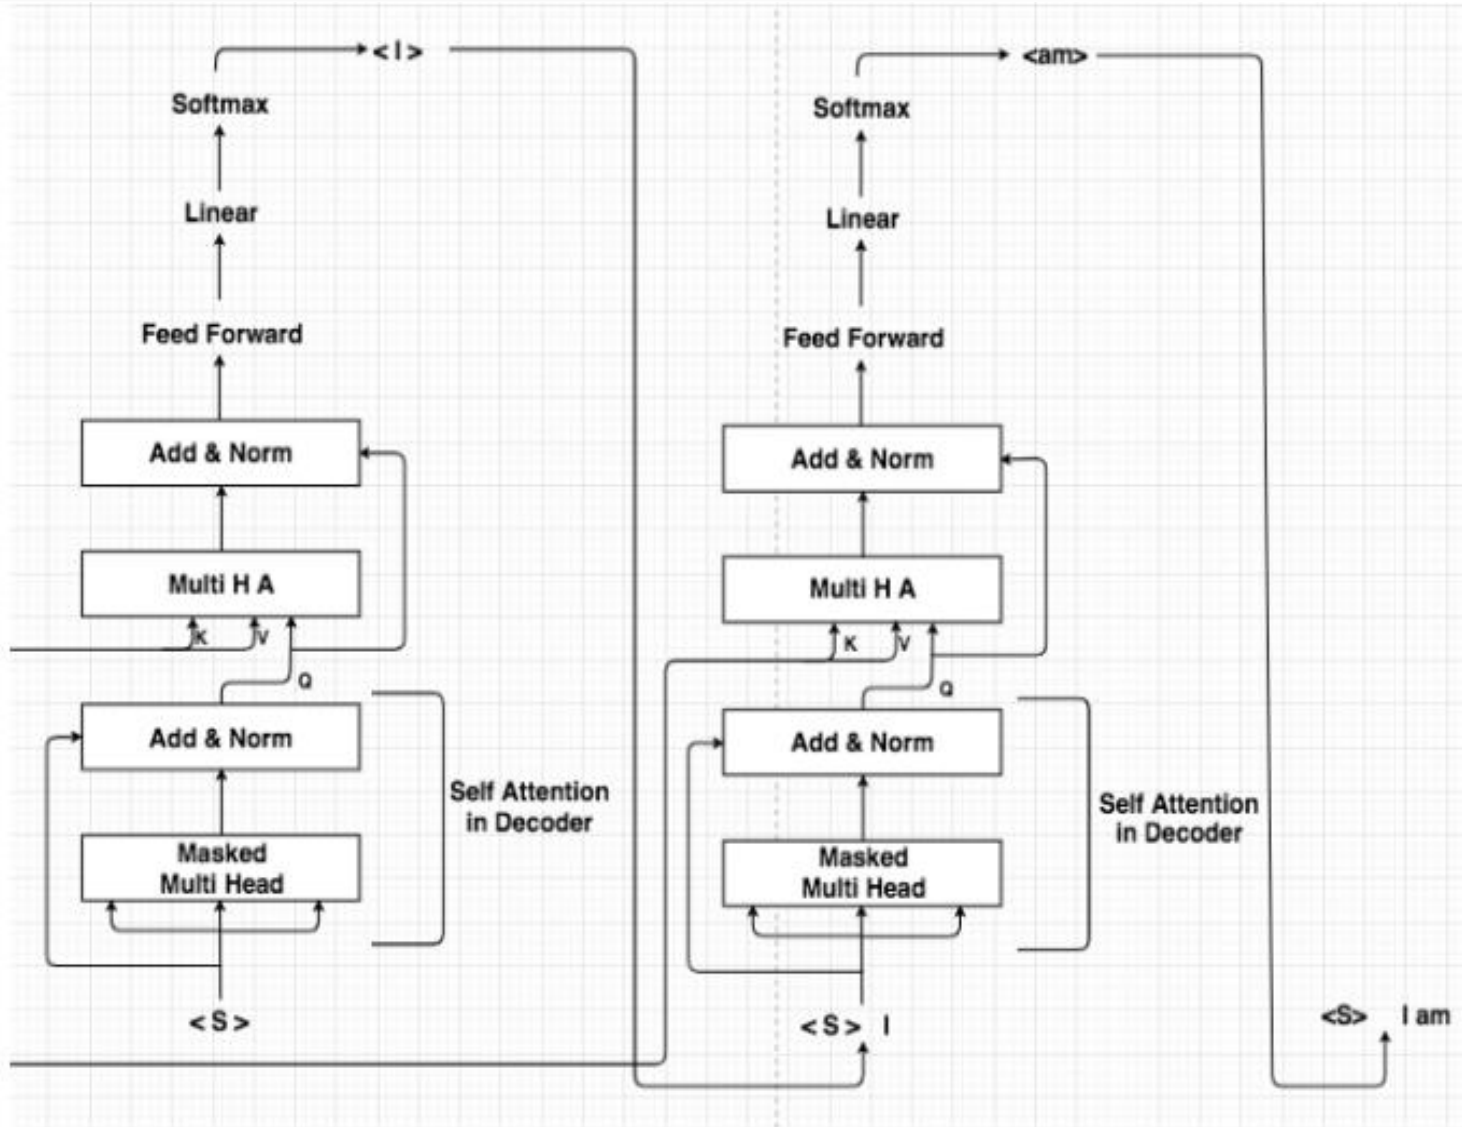 < I >
Softmax
Linear
Feed Forward
Add & Norm
Multi H A
K
V
Q
Add & Norm
Self Attention
in Decoder
Masked
Multi Head
< S >
<am>
Softmax
Linear
Feed Forward
Add & Norm
Multi H A
K
V
Q
Add & Norm
Self Attention
in Decoder
Masked
Multi Head
< S > I
<S> I am